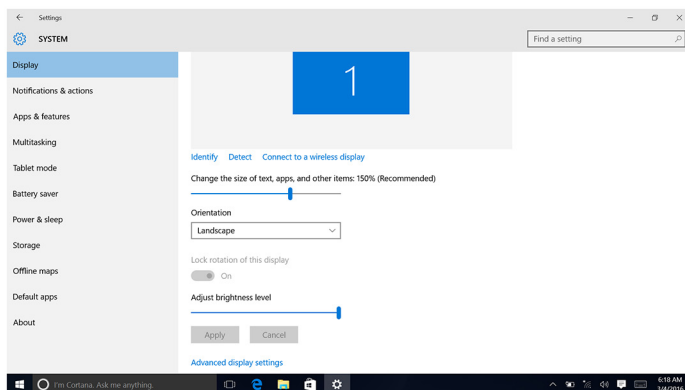 Settings
SYSTEM
Find a setting
Display
Notifications & actions
Apps & features
Multitasking
Tablet mode
Battery saver
Power & sleep
Storage
Offline maps
Default apps
About
1
Identify Detect Connect to a wireless display
Change the size of text, apps, and other items: 150% (Recommended)
Orientation
Landscape
Lock rotation of this display
On
Adjust brightness level
Apply Cancel
Advanced display settings
I'm Cortana. Ask me anything.
6:18 AM
3/4/2016